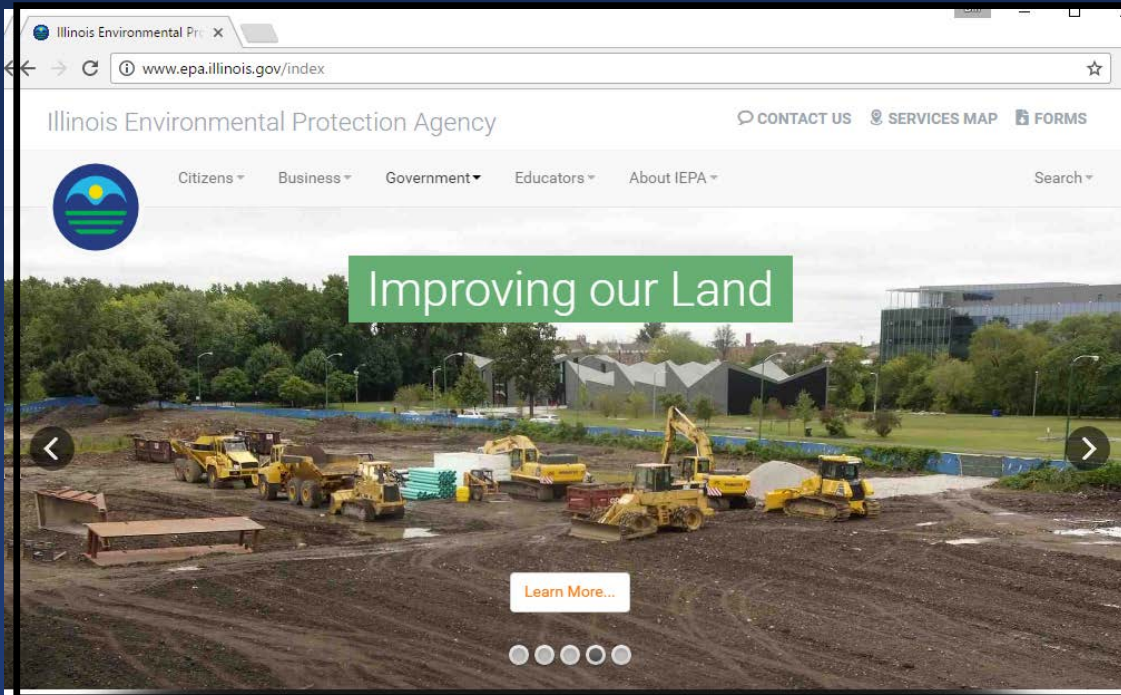 Illinois Environmental Pro
www.epa.illinois.gov/index
Illinois Environmental Protection Agency
CONTACT US SERVICES MAP FORMS
Citizens Business Government Educators About IEPA Search
Improving our Land
Learn More...